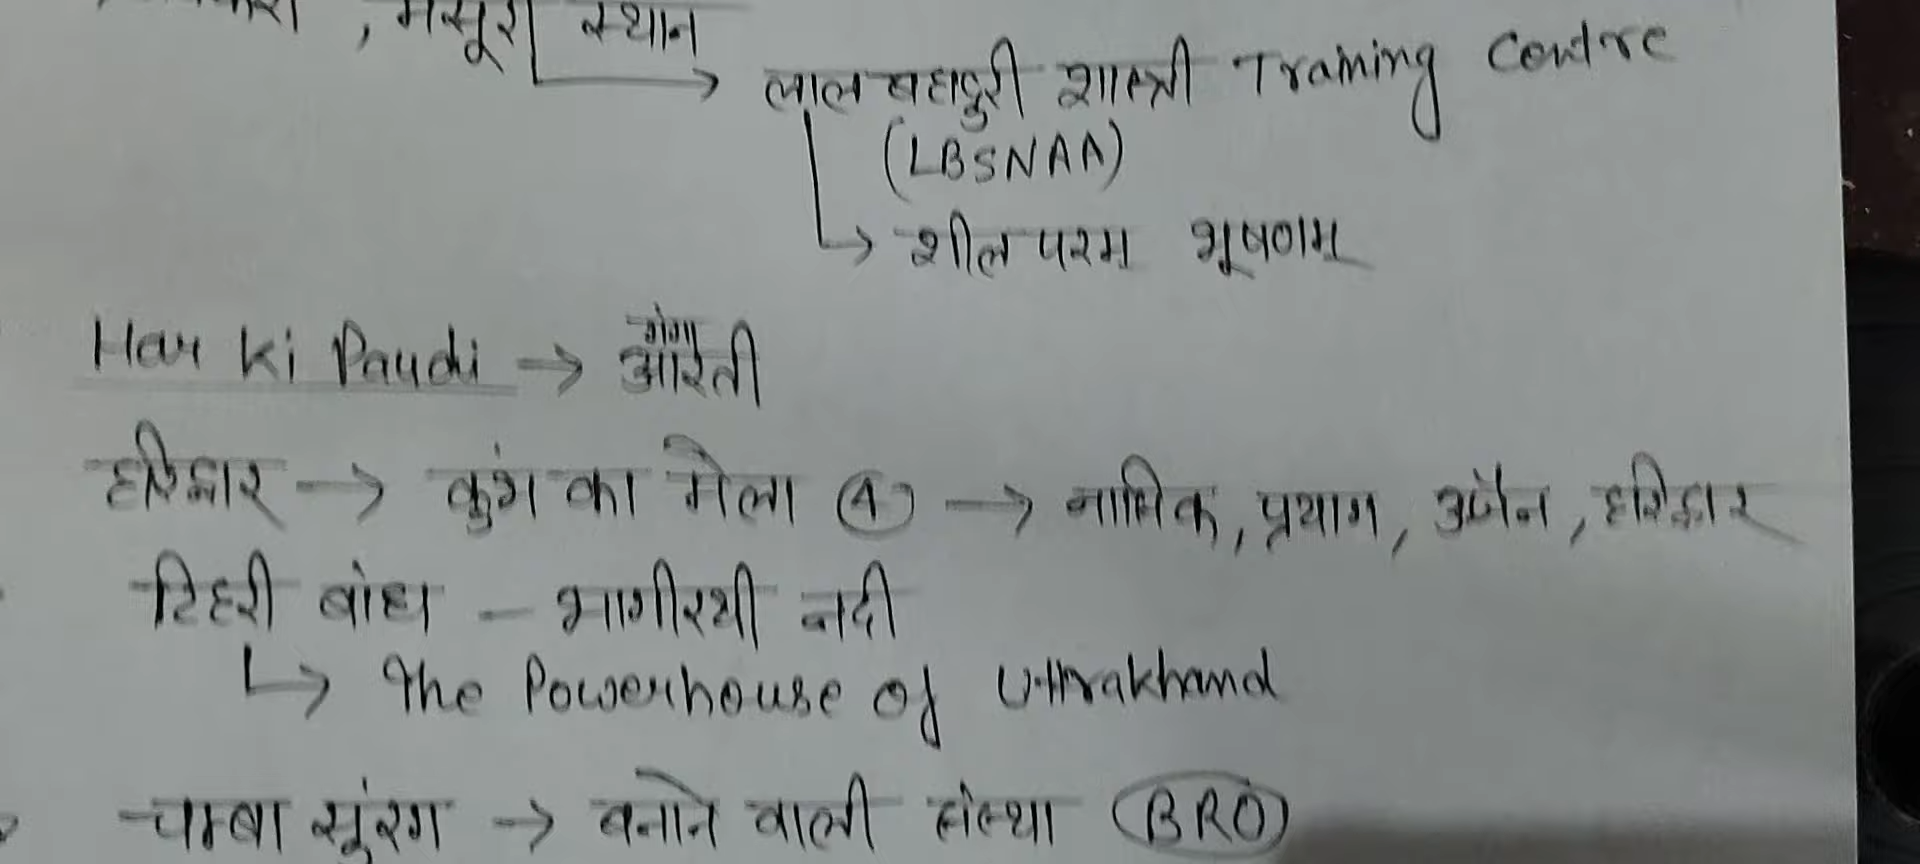 , मसूरी स्थान
→ लाल बहादुरी शास्त्री Training Centre
(LBSNAA)
→ शील परम भूषणम
Har Ki Paudi → गंगा आरती
हरिद्वार → कुंभ का मेला 4 → नासिक, प्रयाग, उज्जैन, हरिद्वार
टिहरी बांध - भागीरथी नदी
→ The Powerhouse of Uttrakhand
चम्बा सुंरग → बनाने वाली संस्था (BRO)